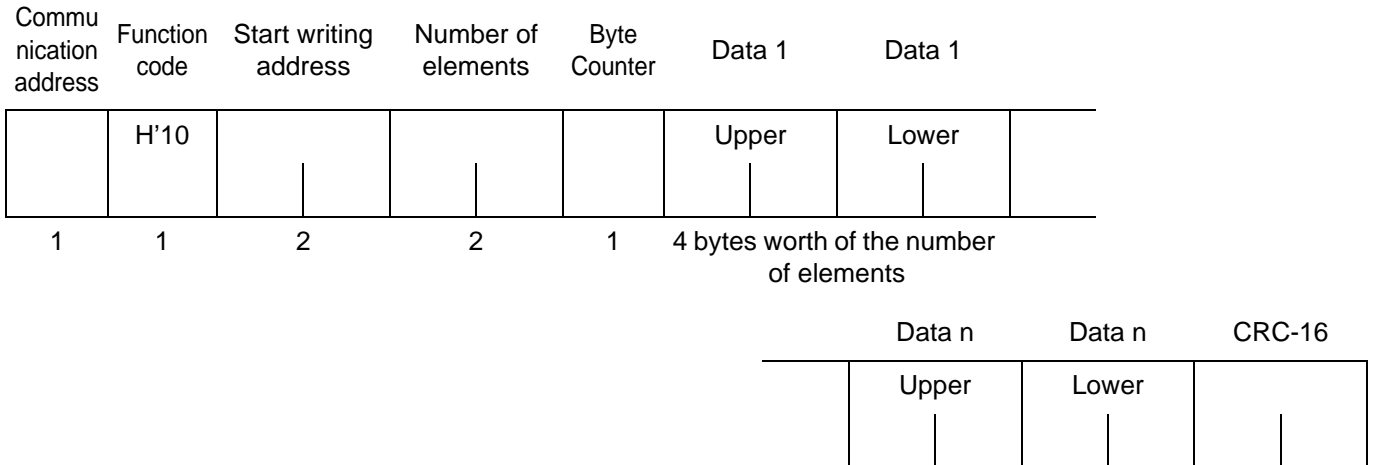 Commu
nication
address
Function
code
Start writing
address
Number of
elements
Byte
Counter
Data 1
Data 1
H’10
Upper
Lower
1
1
2
2
1
4 bytes worth of the number
of elements
Data n
Data n
CRC-16
Upper
Lower